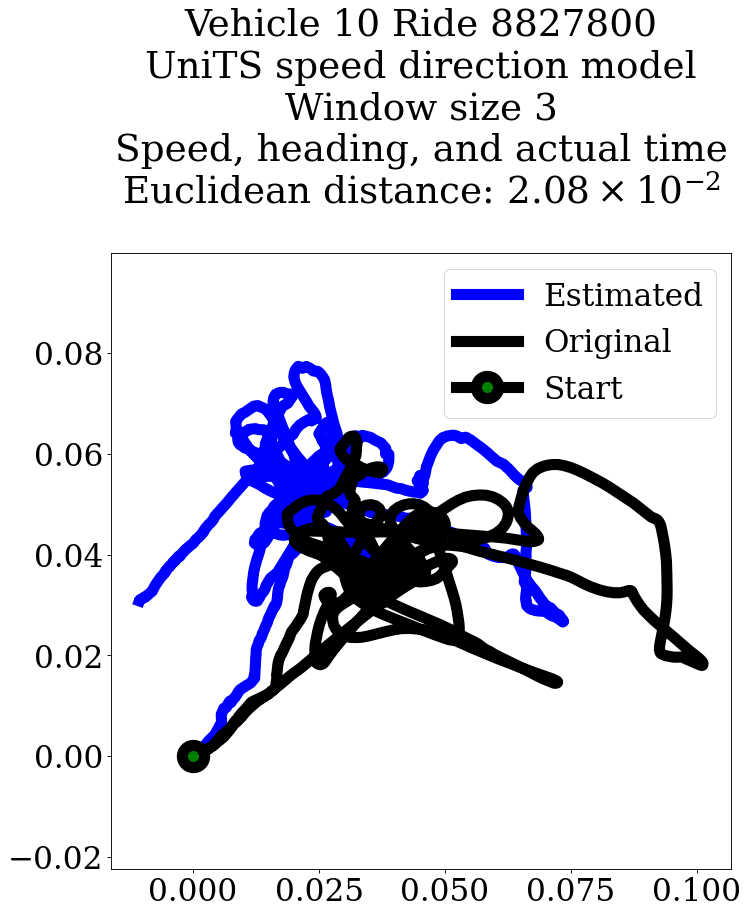 Vehicle 10 Ride 8827800
UniTS speed direction model
Window size 3
Speed, heading, and actual time
Euclidean distance: 2.08 × 10⁻²
Estimated
Original
Start
0.08
0.06
0.04
0.02
0.00
−0.02
0.000 0.025 0.050 0.075 0.100